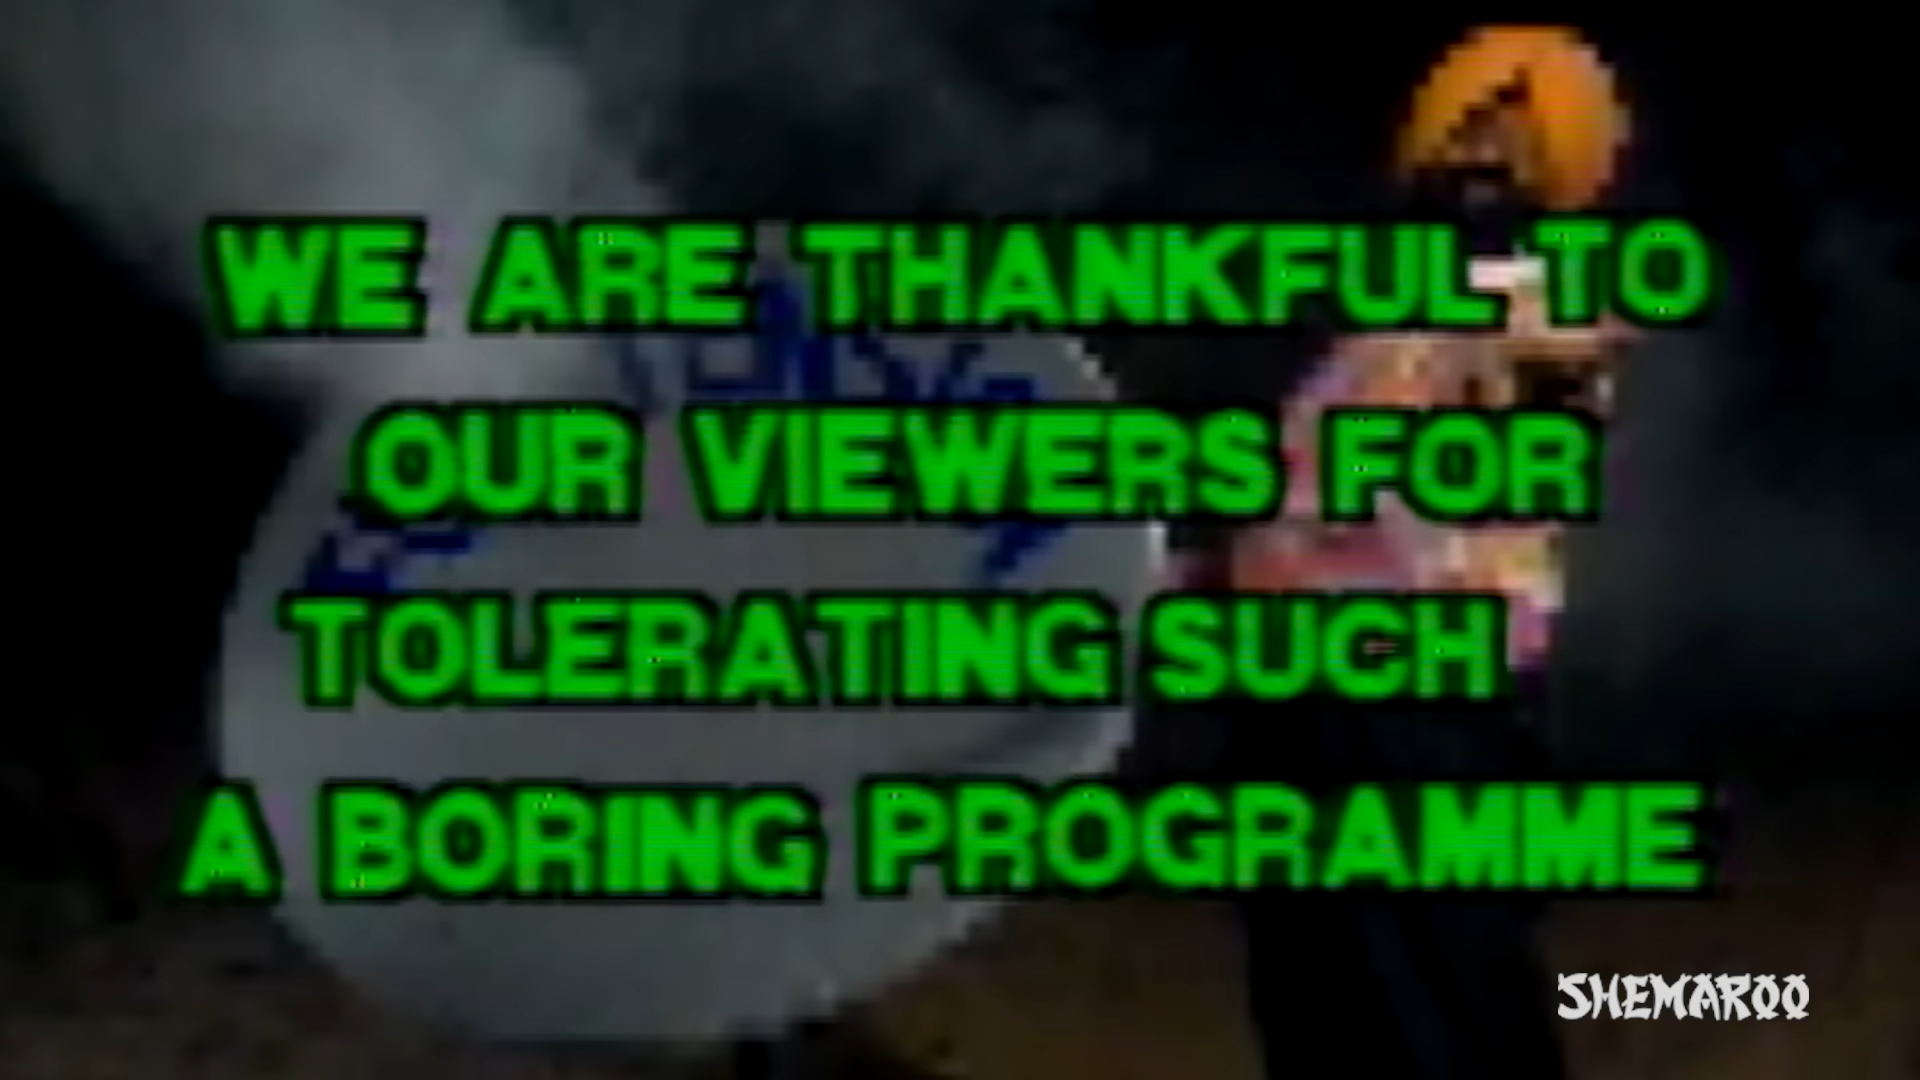 WE ARE THANKFUL TO
OUR VIEWERS FOR
TOLERATING SUCH
A BORING PROGRAMME
SHEMAROO